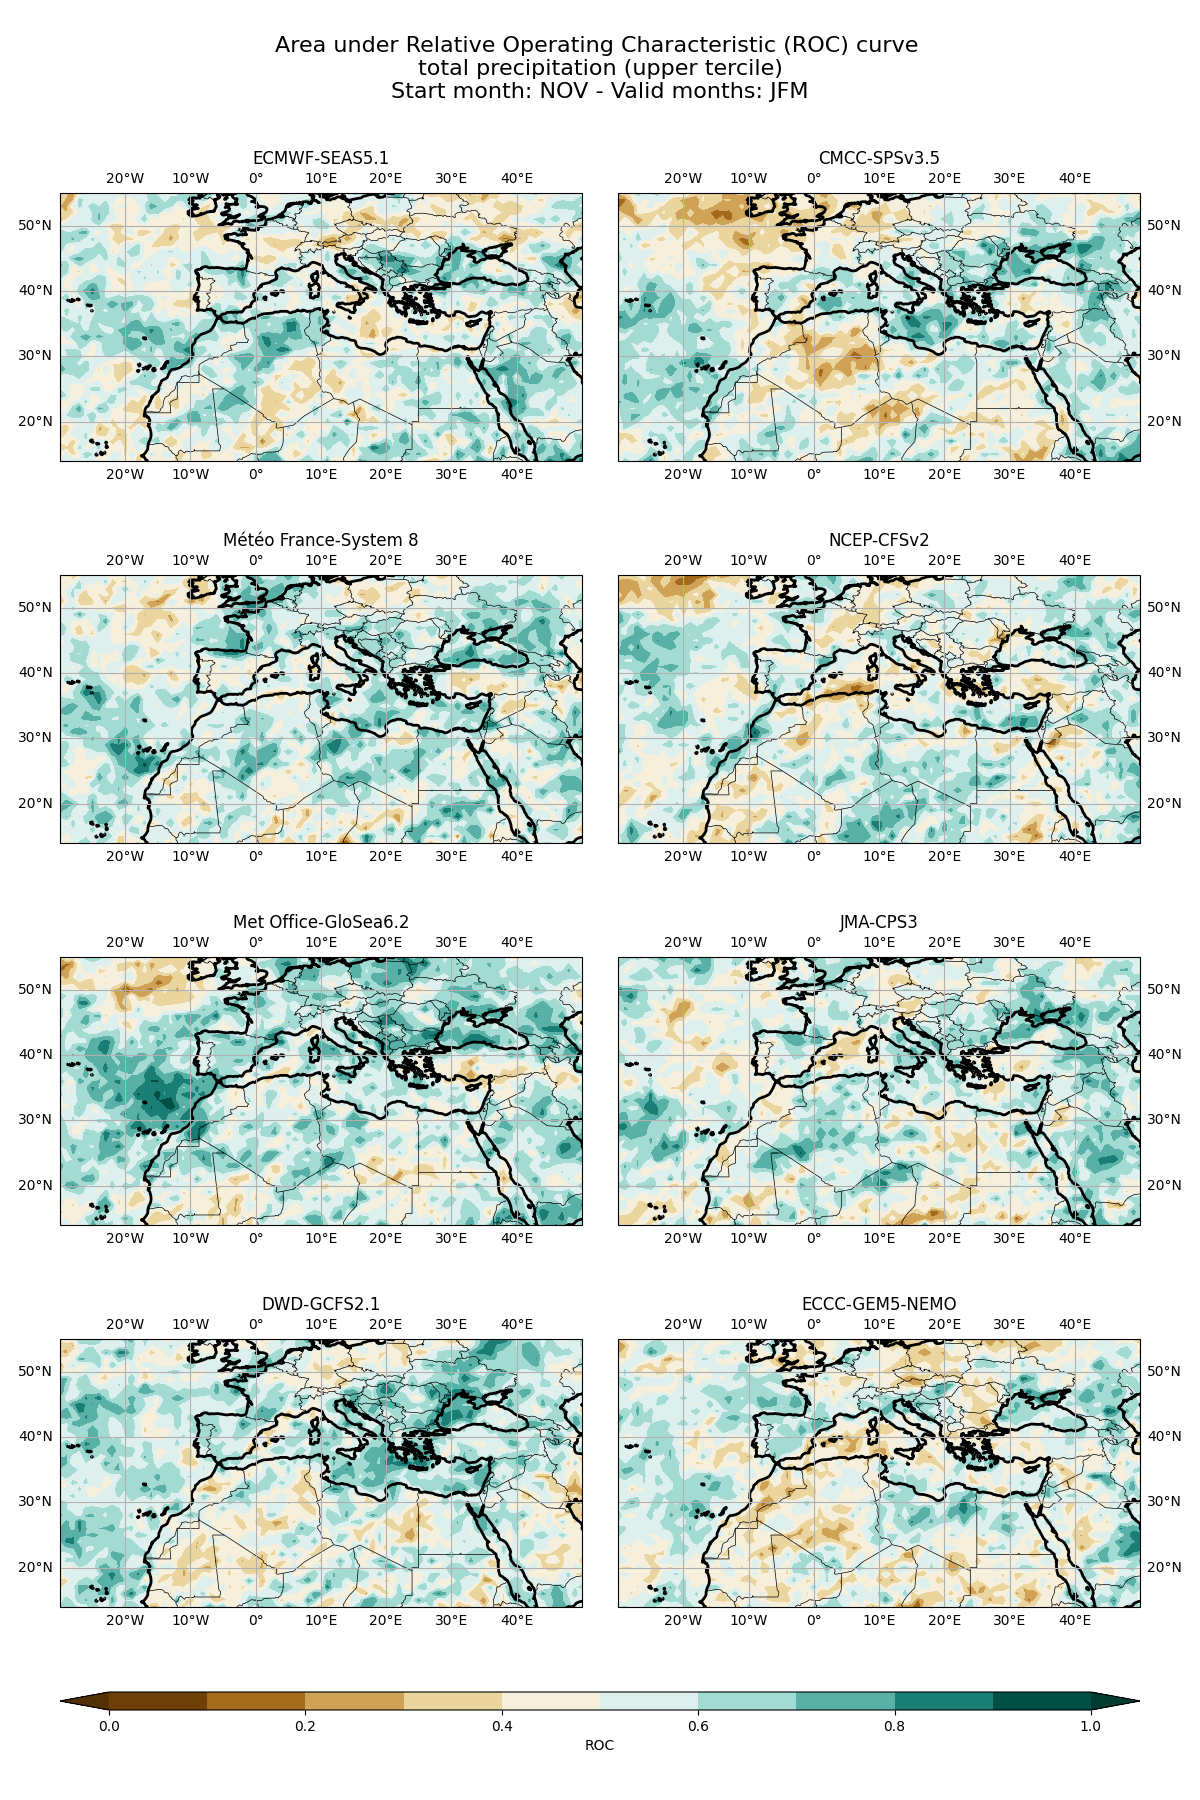 Area under Relative Operating Characteristic (ROC) curve
total precipitation (upper tercile)
Start month: NOV - Valid months: JFM
ECMWF-SEAS5.1
20°W 10°W 0° 10°E 20°E 30°E 40°E
50°N
40°N
30°N
20°N
20°W 10°W 0° 10°E 20°E 30°E 40°E
CMCC-SPSv3.5
20°W 10°W 0° 10°E 20°E 30°E 40°E
50°N
40°N
30°N
20°N
20°W 10°W 0° 10°E 20°E 30°E 40°E
Météo France-System 8
20°W 10°W 0° 10°E 20°E 30°E 40°E
50°N
40°N
30°N
20°N
20°W 10°W 0° 10°E 20°E 30°E 40°E
NCEP-CFSv2
20°W 10°W 0° 10°E 20°E 30°E 40°E
50°N
40°N
30°N
20°N
20°W 10°W 0° 10°E 20°E 30°E 40°E
Met Office-GloSea6.2
20°W 10°W 0° 10°E 20°E 30°E 40°E
50°N
40°N
30°N
20°N
20°W 10°W 0° 10°E 20°E 30°E 40°E
JMA-CPS3
20°W 10°W 0° 10°E 20°E 30°E 40°E
50°N
40°N
30°N
20°N
20°W 10°W 0° 10°E 20°E 30°E 40°E
DWD-GCFS2.1
20°W 10°W 0° 10°E 20°E 30°E 40°E
50°N
40°N
30°N
20°N
20°W 10°W 0° 10°E 20°E 30°E 40°E
ECCC-GEM5-NEMO
20°W 10°W 0° 10°E 20°E 30°E 40°E
50°N
40°N
30°N
20°N
20°W 10°W 0° 10°E 20°E 30°E 40°E
0.0 0.2 0.4 0.6 0.8 1.0
ROC